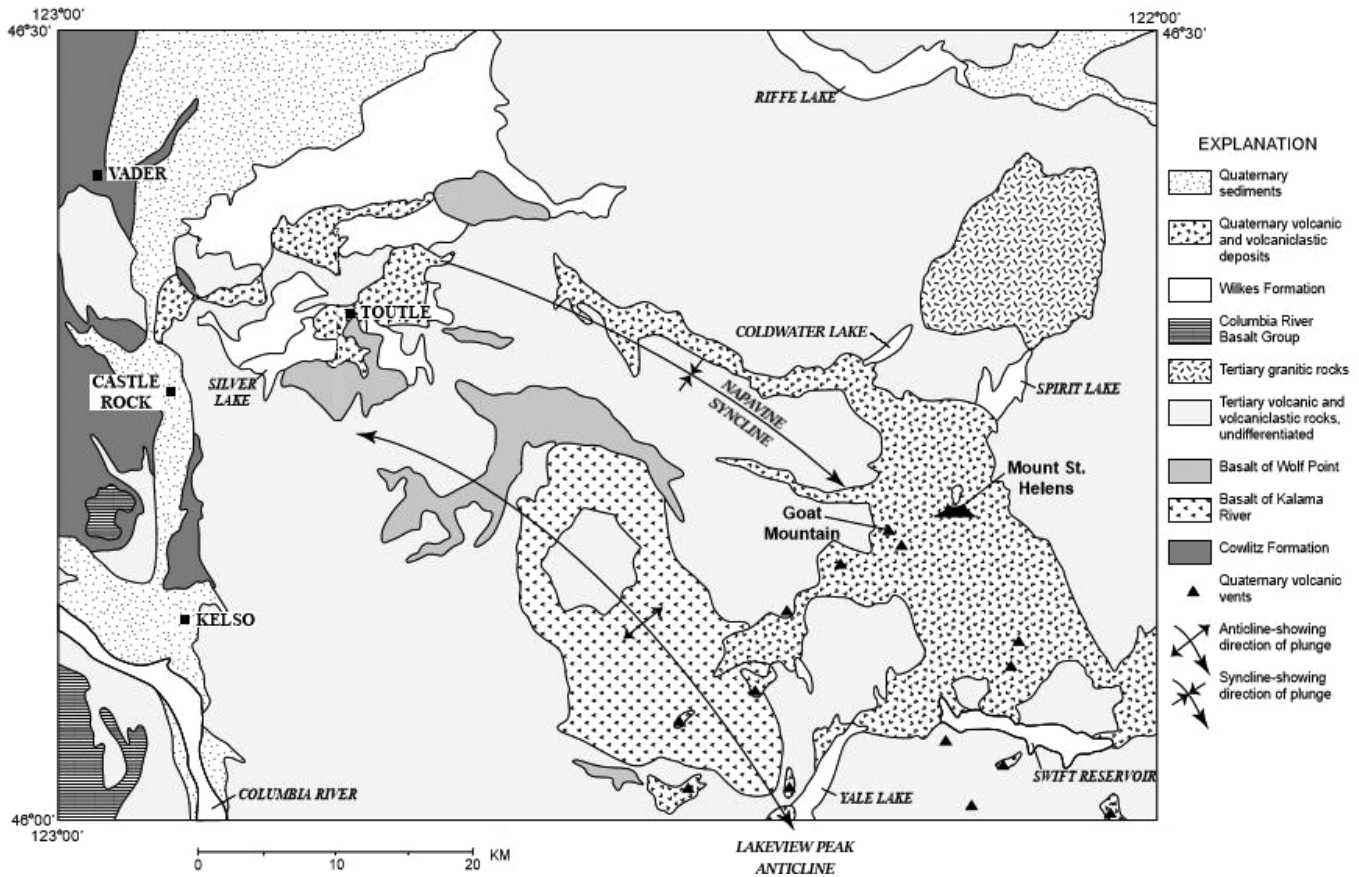 123°00'
46°30'
122°00'
46°30'
RIFFE LAKE
VADER
TOUTLE
COLDWATER LAKE
CASTLE
ROCK
SILVER
LAKE
SPIRIT LAKE
NAPAVINE
SYNCLINE
Mount St.
Helens
Goat
Mountain
KELSO
COLUMBIA RIVER
YALE LAKE
SWIFT RESERVOIR
46°00'
123°00'
LAKEVIEW PEAK
ANTICLINE
0 10 20 KM
EXPLANATION
Quaternary
sediments
Quaternary volcanic
and volcaniclastic
deposits
Wilkes Formation
Columbia River
Basalt Group
Tertiary granitic rocks
Tertiary volcanic and
volcaniclastic rocks,
undifferentiated
Basalt of Wolf Point
Basalt of Kalama
River
Cowlitz Formation
Quaternary volcanic
vents
Anticline-showing
direction of plunge
Syncline-showing
direction of plunge